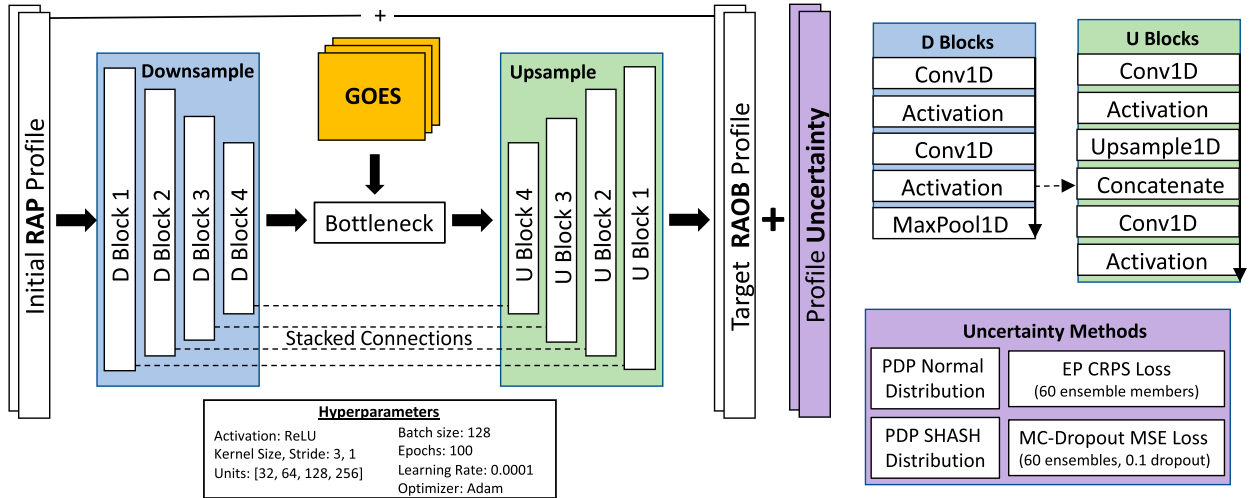 +
Initial RAP Profile
Downsample
D Block 1
D Block 2
D Block 3
D Block 4
GOES
Bottleneck
Upsample
U Block 4
U Block 3
U Block 2
U Block 1
Stacked Connections
Target RAOB Profile
+
Profile Uncertainty
Hyperparameters
Activation: ReLU
Kernel Size, Stride: 3, 1
Units: [32, 64, 128, 256]
Batch size: 128
Epochs: 100
Learning Rate: 0.0001
Optimizer: Adam
D Blocks
Conv1D
Activation
Conv1D
Activation
MaxPool1D
U Blocks
Conv1D
Activation
Upsample1D
Concatenate
Conv1D
Activation
Uncertainty Methods
PDP Normal
Distribution
EP CRPS Loss
(60 ensemble members)
PDP SHASH
Distribution
MC-Dropout MSE Loss
(60 ensembles, 0.1 dropout)